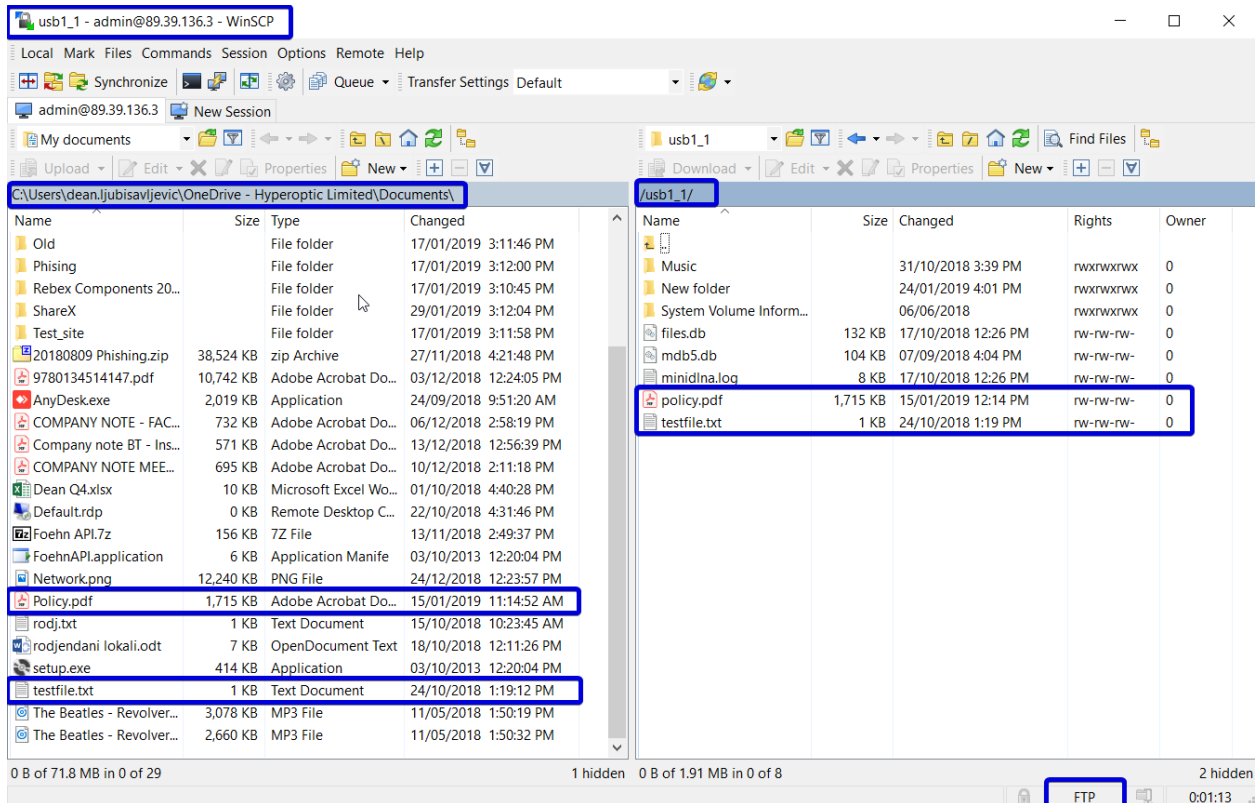 usb1_1 - admin@89.39.136.3 - WinSCP
Local Mark Files Commands Session Options Remote Help
Synchronize Queue Transfer Settings Default
admin@89.39.136.3 New Session
My documents usb1_1 Find Files
Upload Edit Properties New Download Edit Properties New
C:\Users\dean.ljubisavljevic\OneDrive - Hyperoptic Limited\Documents\ /usb1_1/
Name Size Type Changed
Old File folder 17/01/2019 3:11:46 PM
Phising File folder 17/01/2019 3:12:00 PM
Rebex Components 20... File folder 17/01/2019 3:10:45 PM
ShareX File folder 29/01/2019 3:12:04 PM
Test_site File folder 17/01/2019 3:11:58 PM
20180809 Phishing.zip 38,524 KB zip Archive 27/11/2018 4:21:48 PM
9780134514147.pdf 10,742 KB Adobe Acrobat Do... 03/12/2018 12:24:05 PM
AnyDesk.exe 2,019 KB Application 24/09/2018 9:51:20 AM
COMPANY NOTE - FAC... 732 KB Adobe Acrobat Do... 06/12/2018 2:58:19 PM
Company note BT - Ins... 571 KB Adobe Acrobat Do... 13/12/2018 12:56:39 PM
COMPANY NOTE MEE... 695 KB Adobe Acrobat Do... 10/12/2018 2:11:18 PM
Dean Q4.xlsx 10 KB Microsoft Excel Wo... 01/10/2018 4:40:28 PM
Default.rdp 0 KB Remote Desktop C... 22/10/2018 4:31:46 PM
Foehn API.7z 156 KB 7Z File 13/11/2018 2:49:37 PM
FoehnAPI.application 6 KB Application Manife 03/10/2013 12:20:04 PM
Network.png 12,240 KB PNG File 24/12/2018 12:23:57 PM
Policy.pdf 1,715 KB Adobe Acrobat Do... 15/01/2019 11:14:52 AM
rodj.txt 1 KB Text Document 15/10/2018 10:23:45 AM
rodjendani lokali.odt 7 KB OpenDocument Text 18/10/2018 12:11:26 PM
setup.exe 414 KB Application 03/10/2013 12:20:04 PM
testfile.txt 1 KB Text Document 24/10/2018 1:19:12 PM
The Beatles - Revolver... 3,078 KB MP3 File 11/05/2018 1:50:19 PM
The Beatles - Revolver... 2,660 KB MP3 File 11/05/2018 1:50:32 PM
Name Size Changed Rights Owner
..
Music 31/10/2018 3:39 PM rwxrwxrwx 0
New folder 24/01/2019 4:01 PM rwxrwxrwx 0
System Volume Inform... 06/06/2018 rwxrwxrwx 0
files.db 132 KB 17/10/2018 12:26 PM rw-rw-rw- 0
mdb5.db 104 KB 07/09/2018 4:04 PM rw-rw-rw- 0
minidlna.log 8 KB 17/10/2018 12:26 PM rw-rw-rw- 0
policy.pdf 1,715 KB 15/01/2019 12:14 PM rw-rw-rw- 0
testfile.txt 1 KB 24/10/2018 1:19 PM rw-rw-rw- 0
0 B of 71.8 MB in 0 of 29 1 hidden 0 B of 1.91 MB in 0 of 8 2 hidden
FTP 0:01:13